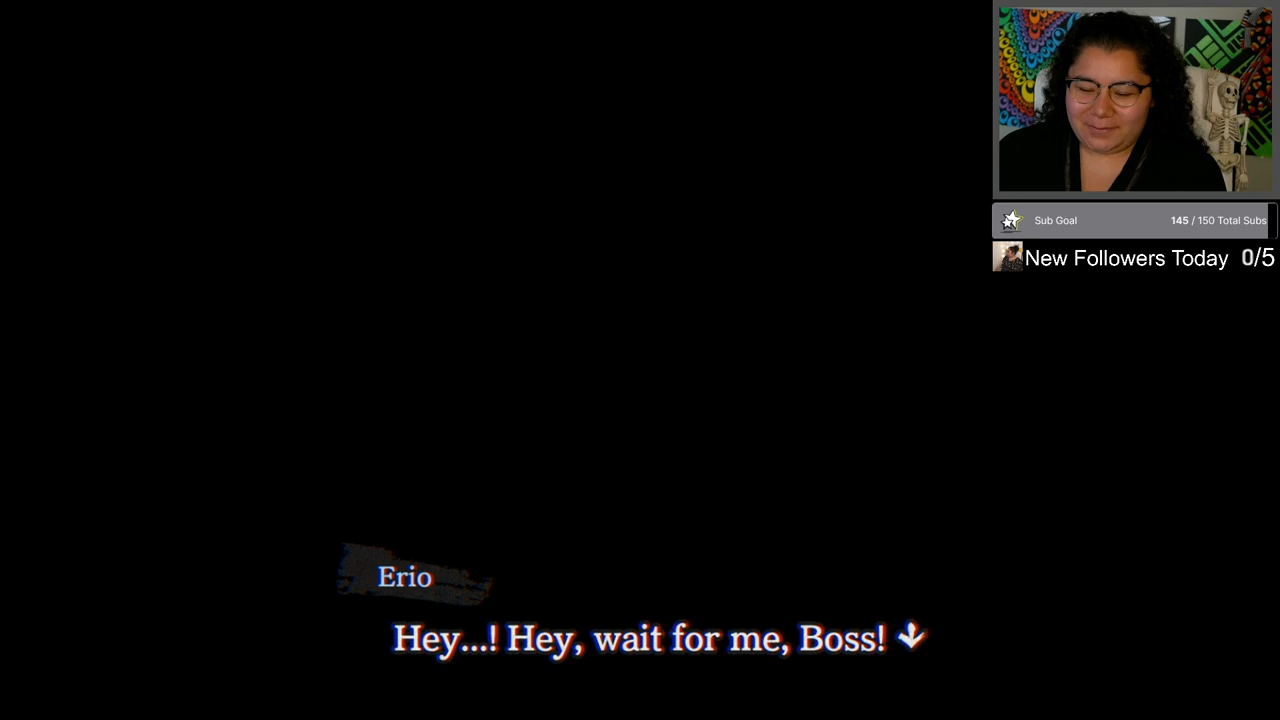 Sub Goal 145 / 150 Total Subs
New Followers Today 0/5
Erio
Hey...! Hey, wait for me, Boss!